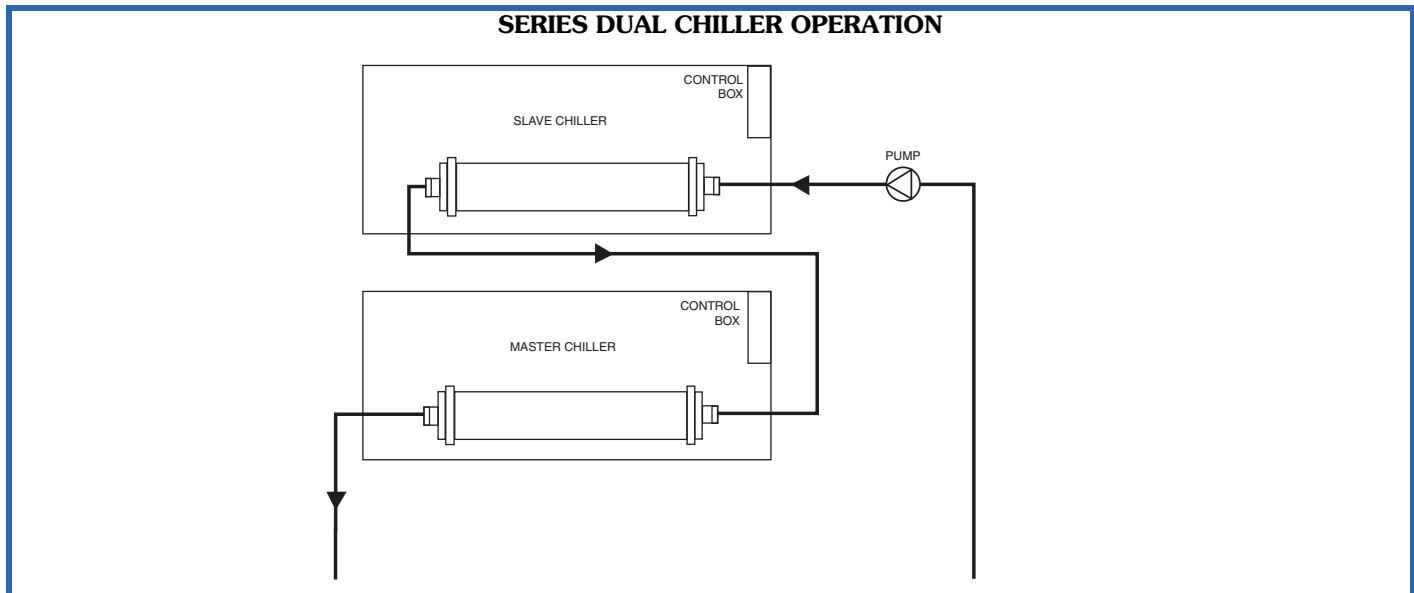 SERIES DUAL CHILLER OPERATION
CONTROL
BOX
SLAVE CHILLER
PUMP
CONTROL
BOX
MASTER CHILLER